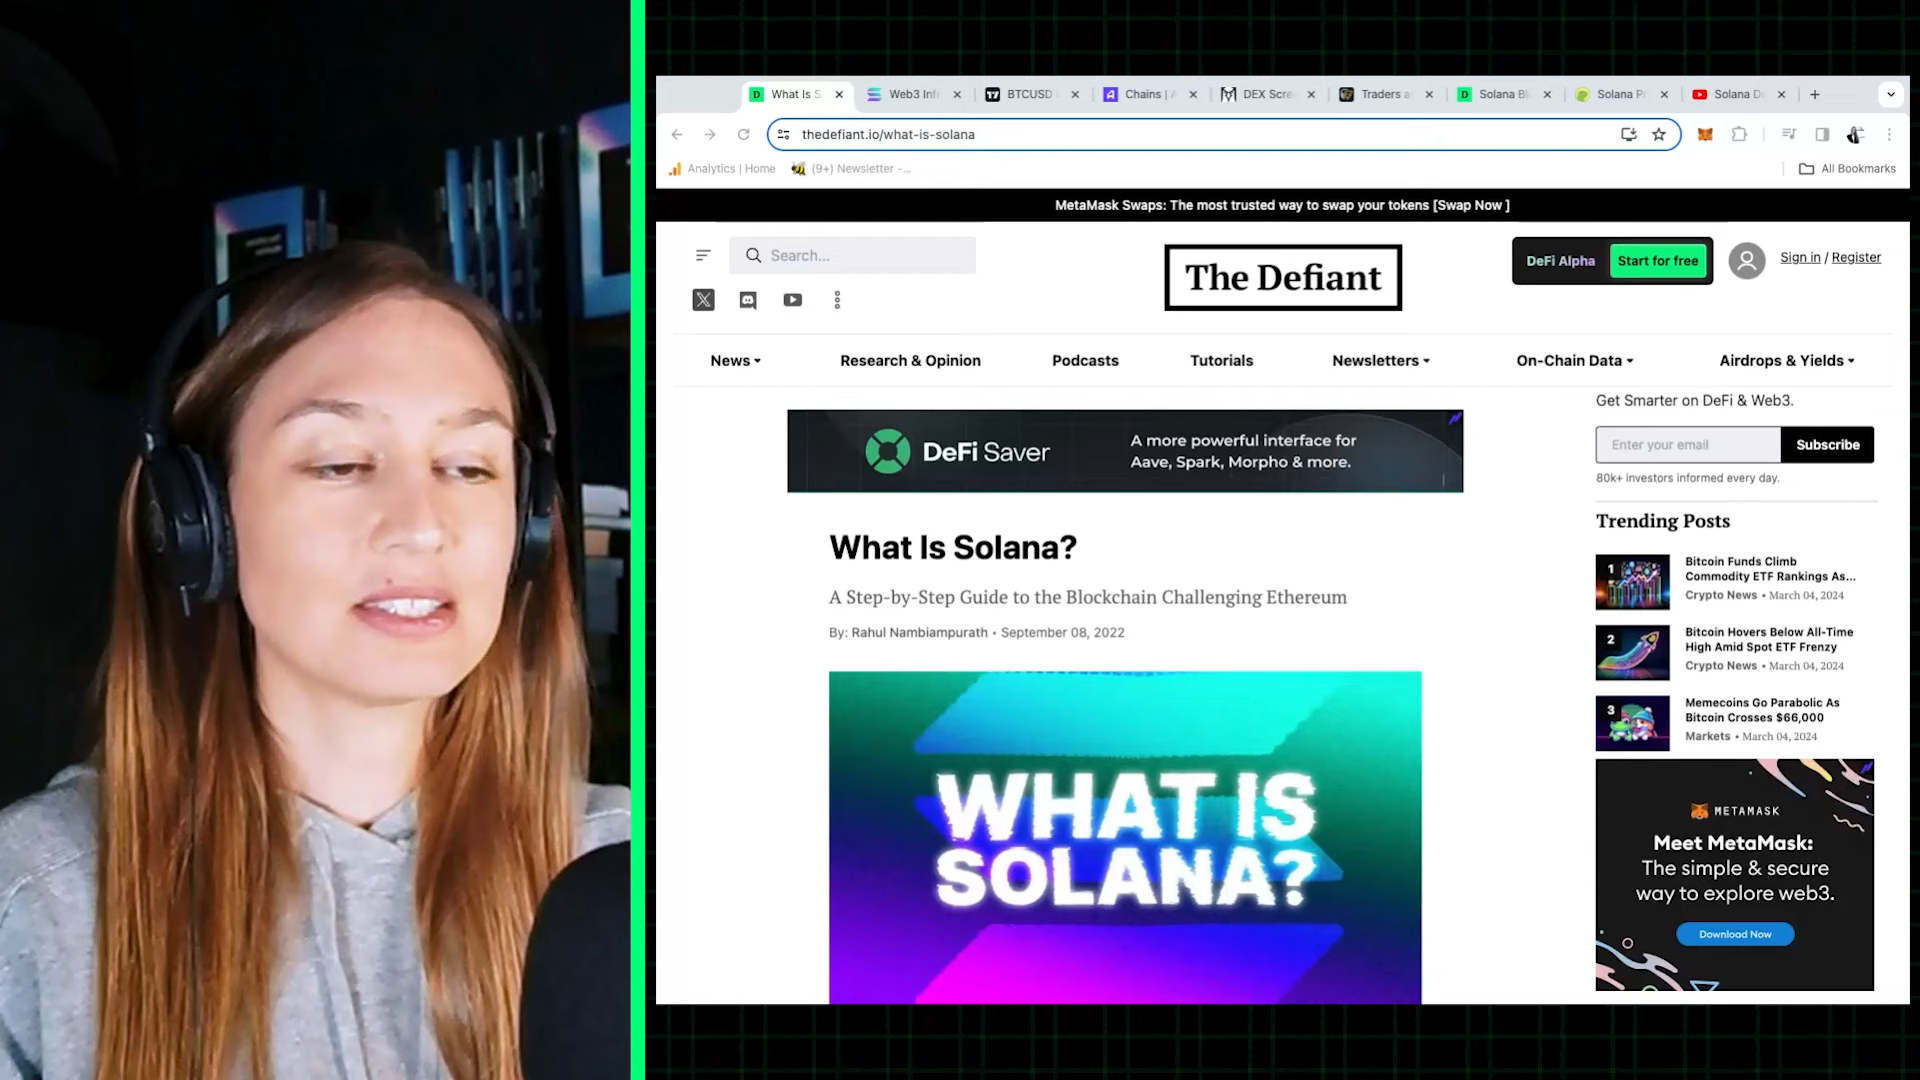 What Is S
Web3 Inf
BTCUSD
Chains | A
DEX Scre
Traders a
Solana Bl
Solana Pr
Solana D
thedefiant.io/what-is-solana
Analytics | Home
(9+) Newsletter -...
All Bookmarks
MetaMask Swaps: The most trusted way to swap your tokens [Swap Now ]
Search...
The Defiant
DeFi Alpha
Start for free
Sign in / Register
News
Research & Opinion
Podcasts
Tutorials
Newsletters
On-Chain Data
Airdrops & Yields
DeFi Saver
A more powerful interface for
Aave, Spark, Morpho & more.
What Is Solana?
A Step-by-Step Guide to the Blockchain Challenging Ethereum
By: Rahul Nambiampurath • September 08, 2022
WHAT IS
SOLANA?
Get Smarter on DeFi & Web3.
Enter your email
Subscribe
80k+ investors informed every day.
Trending Posts
1
Bitcoin Funds Climb
Commodity ETF Rankings As...
Crypto News • March 04, 2024
2
Bitcoin Hovers Below All-Time
High Amid Spot ETF Frenzy
Crypto News • March 04, 2024
3
Memecoins Go Parabolic As
Bitcoin Crosses $66,000
Markets • March 04, 2024
METAMASK
Meet MetaMask:
The simple & secure
way to explore web3.
Download Now